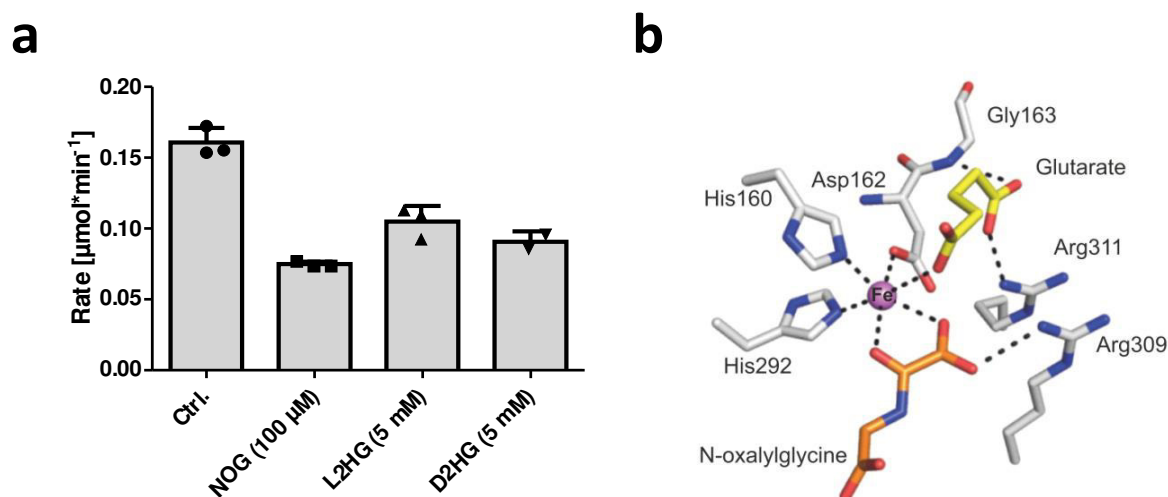 a
b
Rate [µmol*min-1]
0.20
0.15
0.10
0.05
0.00
Ctrl.
NOG (100 µM)
L2HG (5 mM)
D2HG (5 mM)
Gly163
Glutarate
Asp162
His160
Arg311
Fe
Arg309
His292
N-oxalylglycine